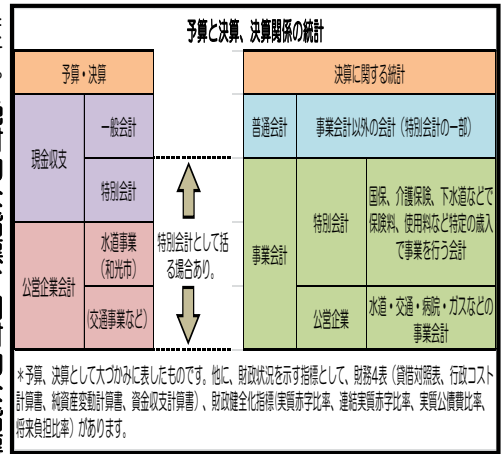 予算と決算、決算関係の統計
予算・決算
決算に関する統計
現金収支
一般会計
特別会計
公営企業会計
水道事業
（和光市）
（交通事業など）
特別会計として括
る場合あり。
普通会計
事業会計以外の会計（特別会計の一部）
事業会計
特別会計
国保、介護保険、下水道などで
保険料、使用料など特定の歳入
で事業を行う会計
公営企業
水道・交通・病院・ガスなどの
事業会計
＊予算、決算として大づかみに表したものです。他に、財政状況を示す指標として、財務4表（貸借対照表、行政コスト
計算書、純資産変動計算書、資金収支計算書）、財政健全化指標(実質赤字比率、連結実質赤字比率、実質公債費比率、
将来負担比率）があります。